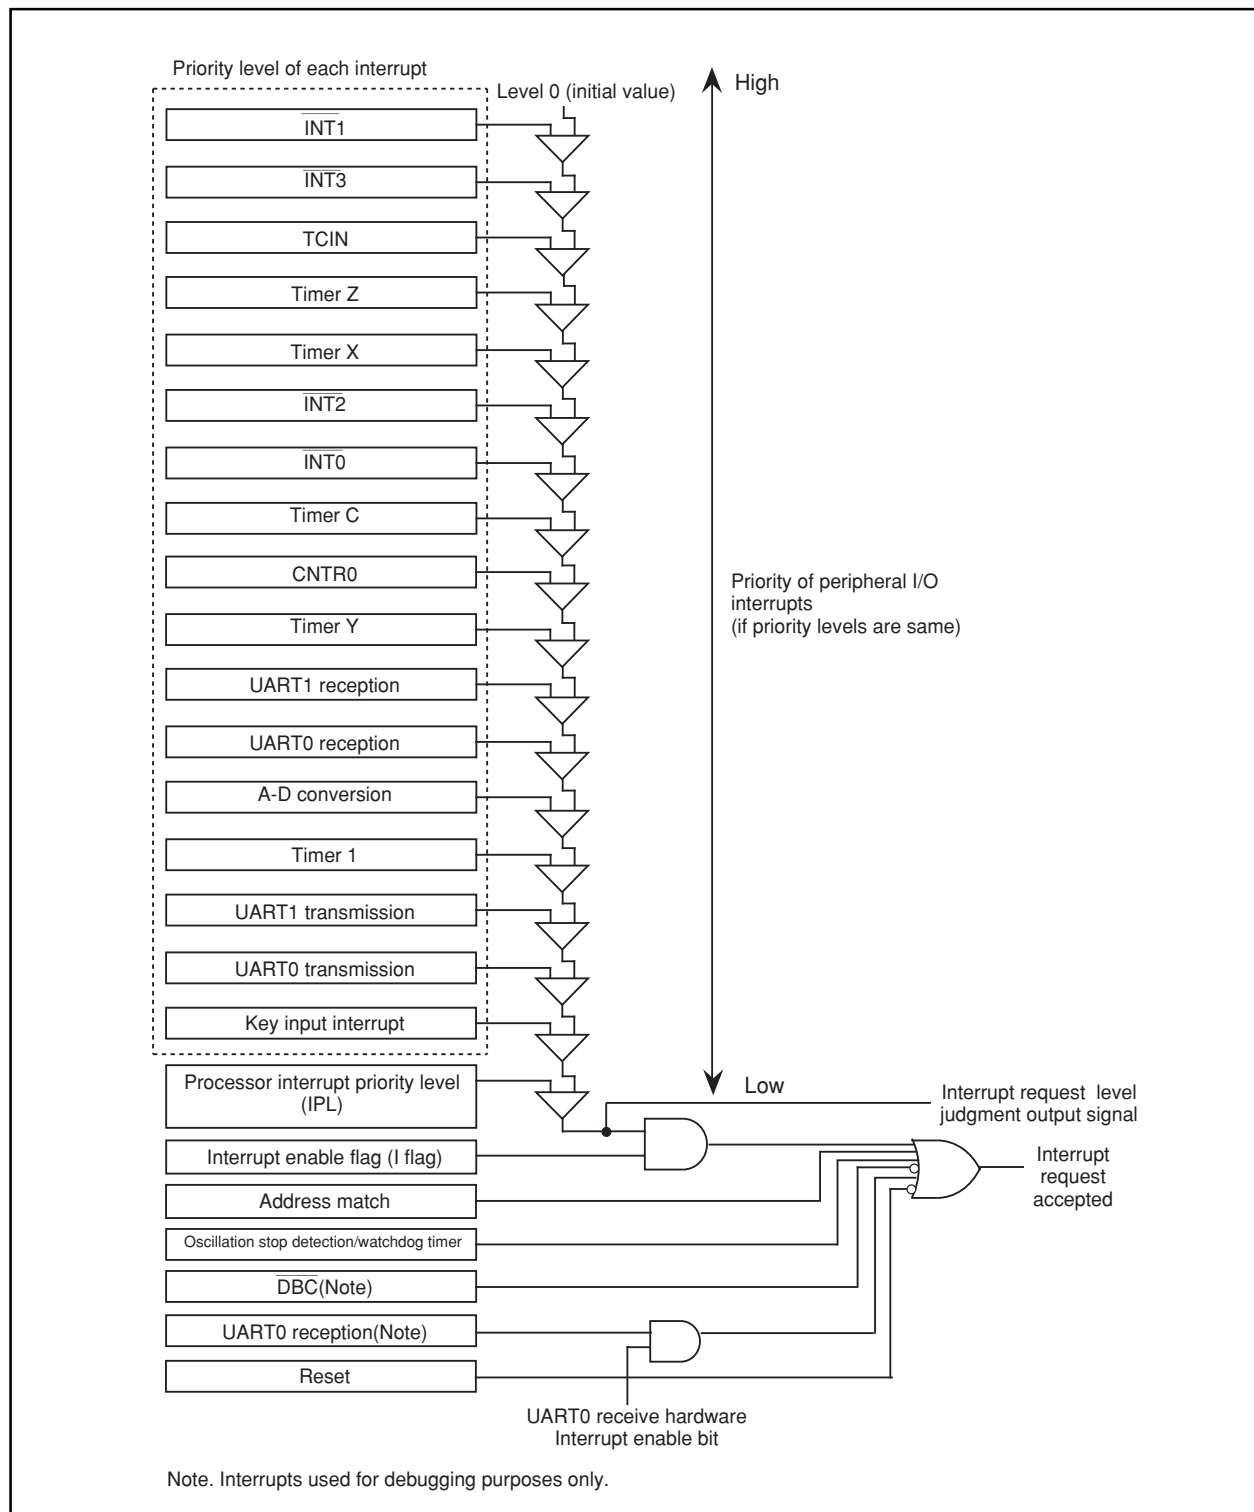 Priority level of each interrupt
Level 0 (initial value)
High
INT1
INT3
TCIN
Timer Z
Timer X
INT2
INT0
Timer C
CNTR0
Timer Y
UART1 reception
UART0 reception
A-D conversion
Timer 1
UART1 transmission
UART0 transmission
Key input interrupt
Priority of peripheral I/O
interrupts
(if priority levels are same)
Processor interrupt priority level
(IPL)
Low
Interrupt request level
judgment output signal
Interrupt enable flag (I flag)
Interrupt
request
accepted
Address match
Oscillation stop detection/watchdog timer
DBC(Note)
UART0 reception(Note)
Reset
UART0 receive hardware
Interrupt enable bit
Note. Interrupts used for debugging purposes only.